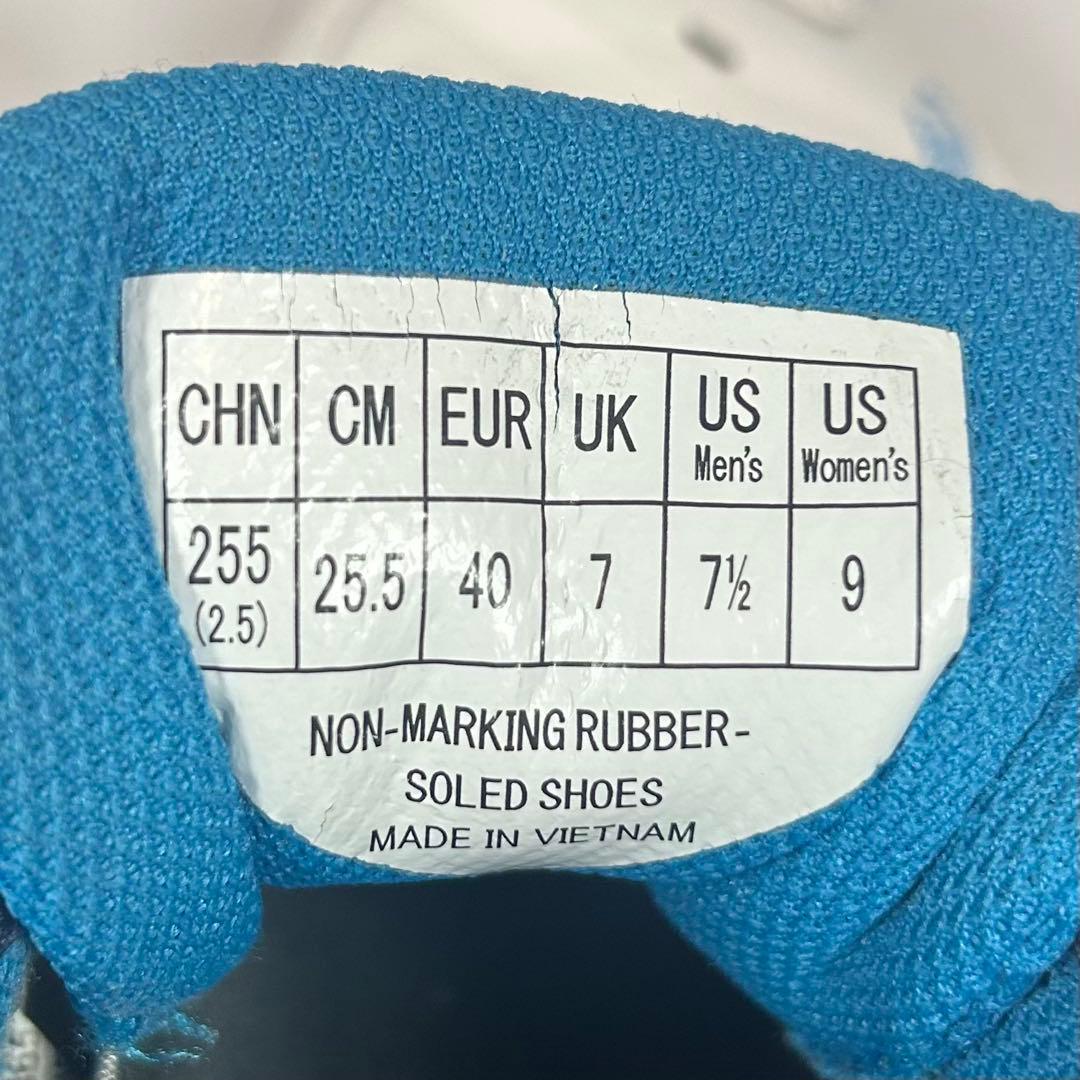 CHN CM EUR UK US Men's US Women's
255 (2.5) 25.5 40 7 7½ 9
NON-MARKING RUBBER-
SOLED SHOES
MADE IN VIETNAM